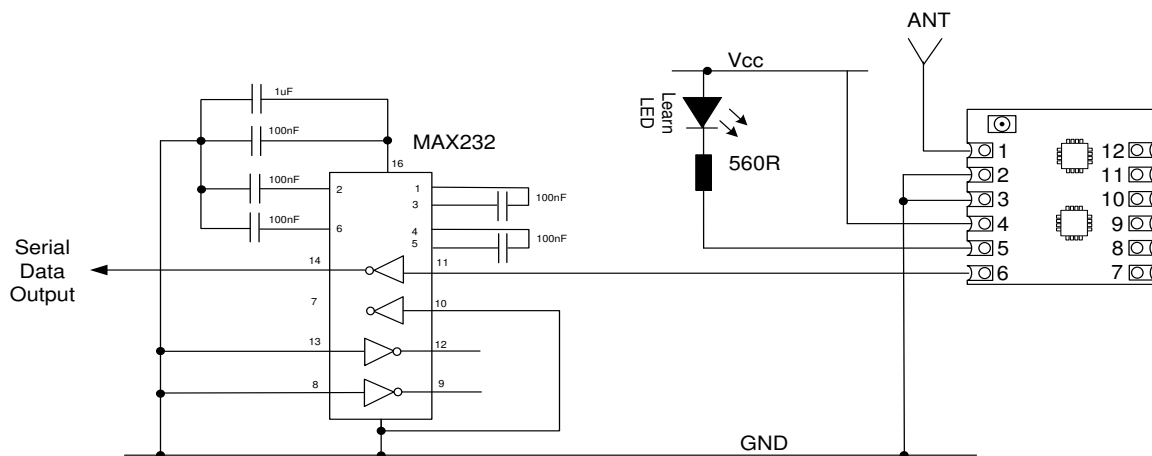 ANT
Vcc
Learn
LED
560R
1uF
100nF
MAX232
16
100nF
2
1
3
100nF
100nF
6
4
5
100nF
Serial
Data
Output
14
11
7
10
13
12
8
9
GND
1
2
3
4
5
6
12
11
10
9
8
7